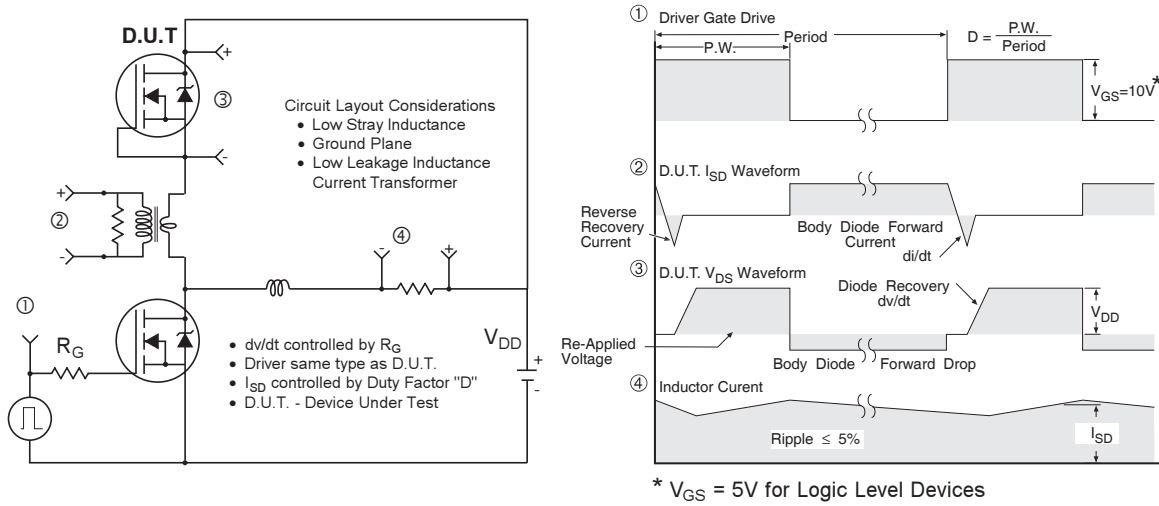 D.U.T
+
③
-
Circuit Layout Considerations
• Low Stray Inductance
• Ground Plane
• Low Leakage Inductance
Current Transformer
+
②
-
④
-
+
①
R_G
V_DD
+
-
• dv/dt controlled by R_G
• Driver same type as D.U.T.
• I_SD controlled by Duty Factor "D"
• D.U.T. - Device Under Test
① Driver Gate Drive
P.W.
Period
D = P.W.
Period
V_GS=10V *
② D.U.T. I_SD Waveform
Reverse
Recovery
Current
Body Diode Forward
Current
di/dt
③ D.U.T. V_DS Waveform
Diode Recovery
dv/dt
V_DD
Re-Applied
Voltage
Body Diode Forward Drop
④ Inductor Curent
Ripple ≤ 5%
I_SD
* V_GS = 5V for Logic Level Devices